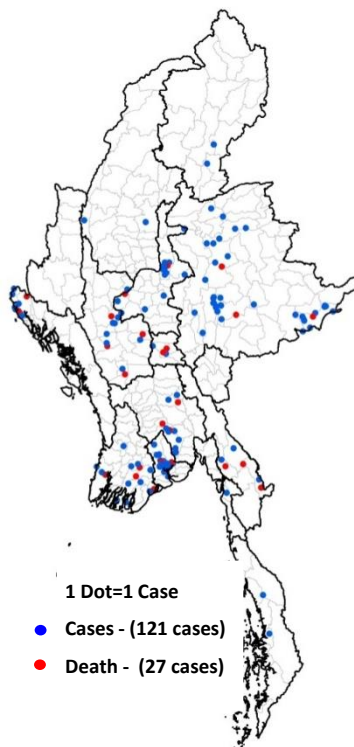 1 Dot=1 Case
Cases - (121 cases)
Death - (27 cases)